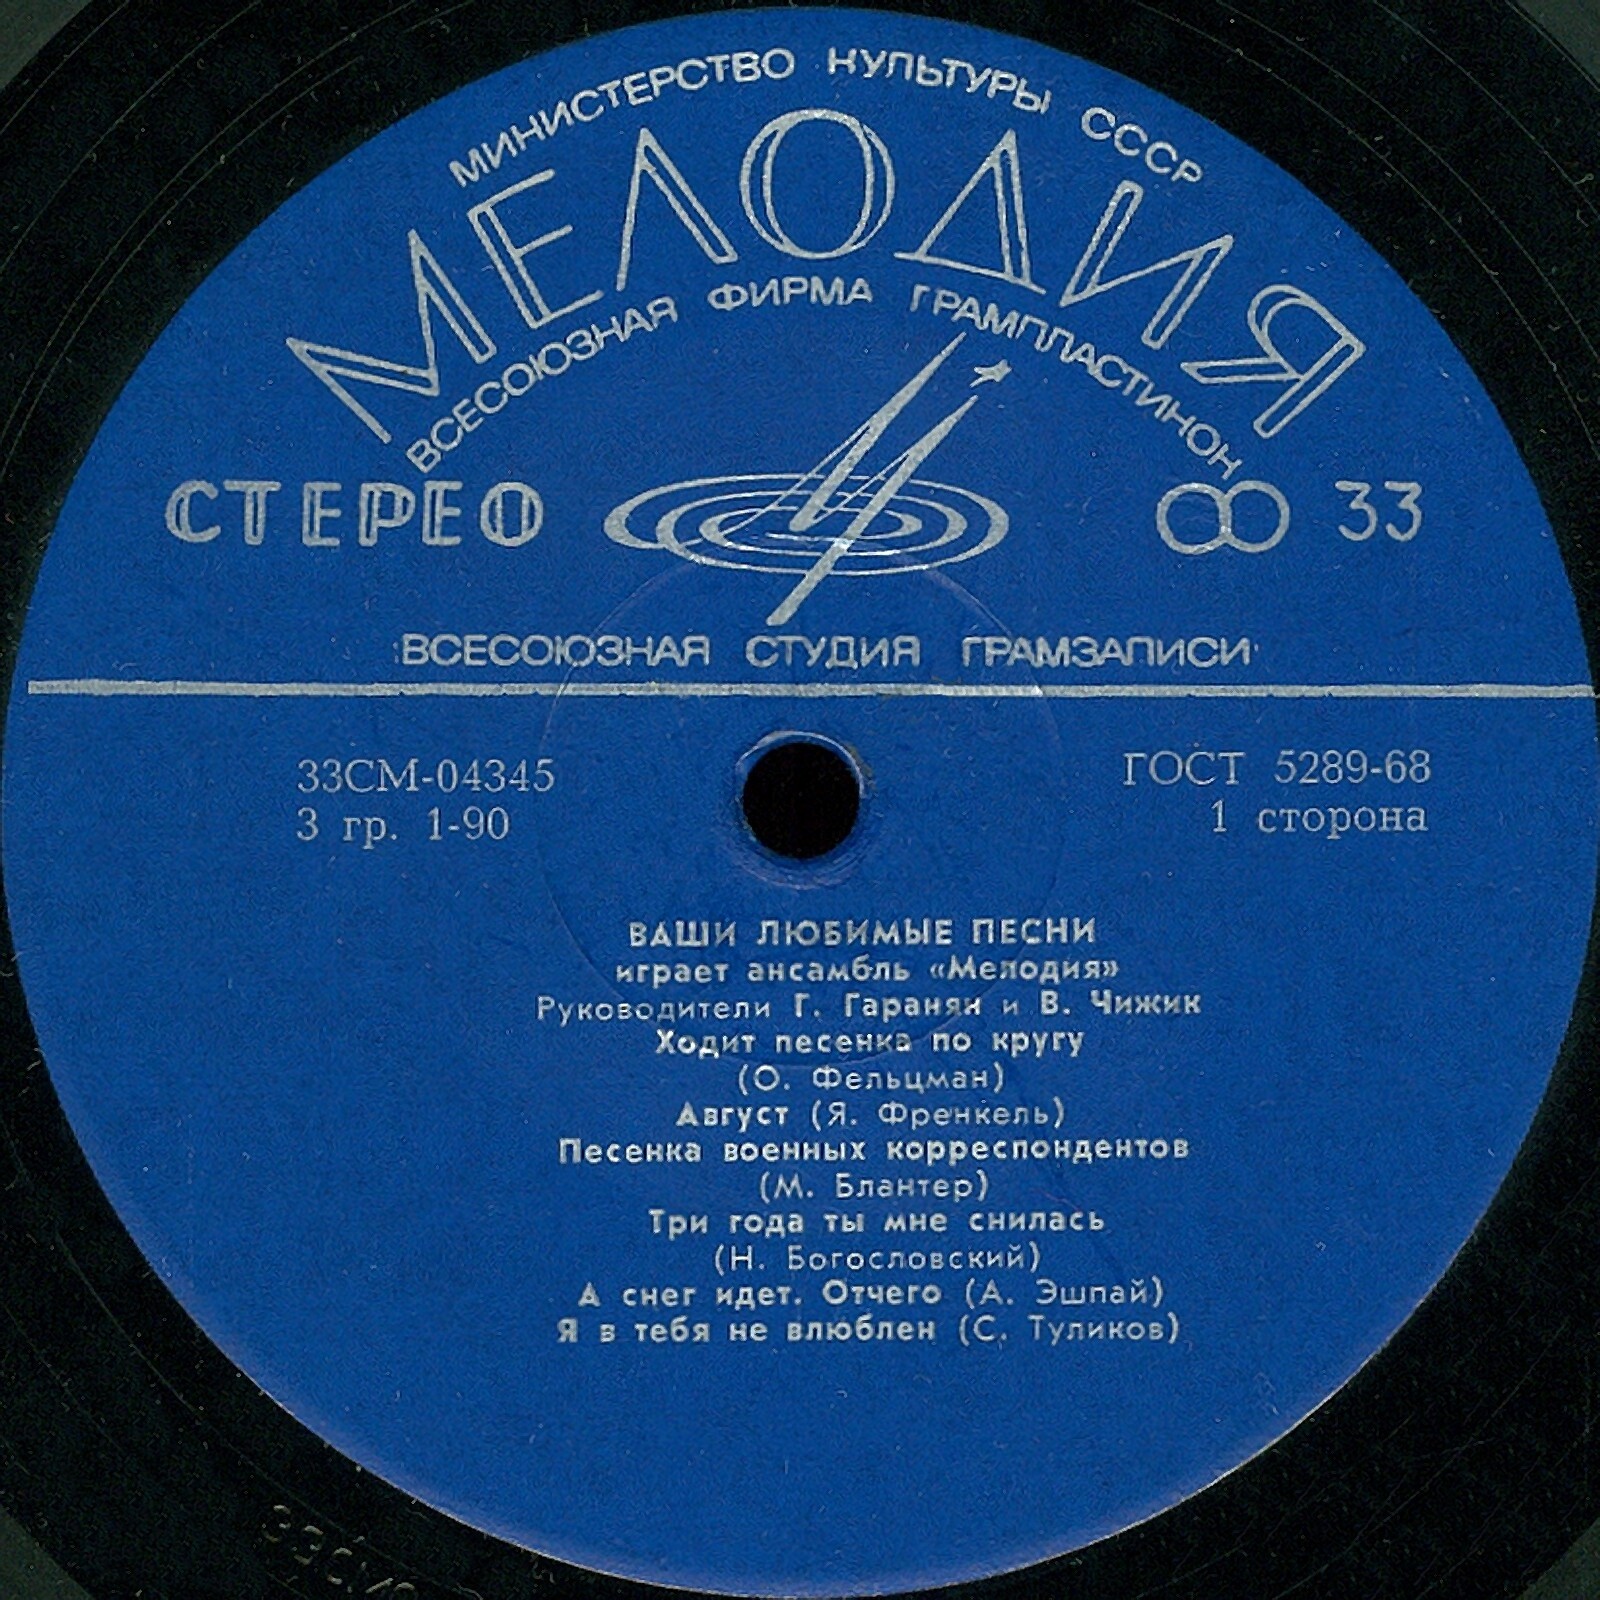 МИНИСТЕРСТВО КУЛЬТУРЫ СССР
МЕЛОДИЯ
ВСЕСОЮЗНАЯ ФИРМА ГРАМПЛАСТИНОК
СТЕРЕО 33
ВСЕСОЮЗНАЯ СТУДИЯ ГРАМЗАПИСИ
33СМ-04345 ГОСТ 5289-68
3 гр. 1-90 1 сторона
ВАШИ ЛЮБИМЫЕ ПЕСНИ
играет ансамбль «Мелодия»
Руководители Г. Гаранян и В. Чижик
Ходит песенка по кругу
(О. Фельцман)
Август (Я. Френкель)
Песенка военных корреспондентов
(М. Блантер)
Три года ты мне снилась
(Н. Богословский)
А снег идет. Отчего (А. Эшпай)
Я в тебя не влюблен (С. Туликов)